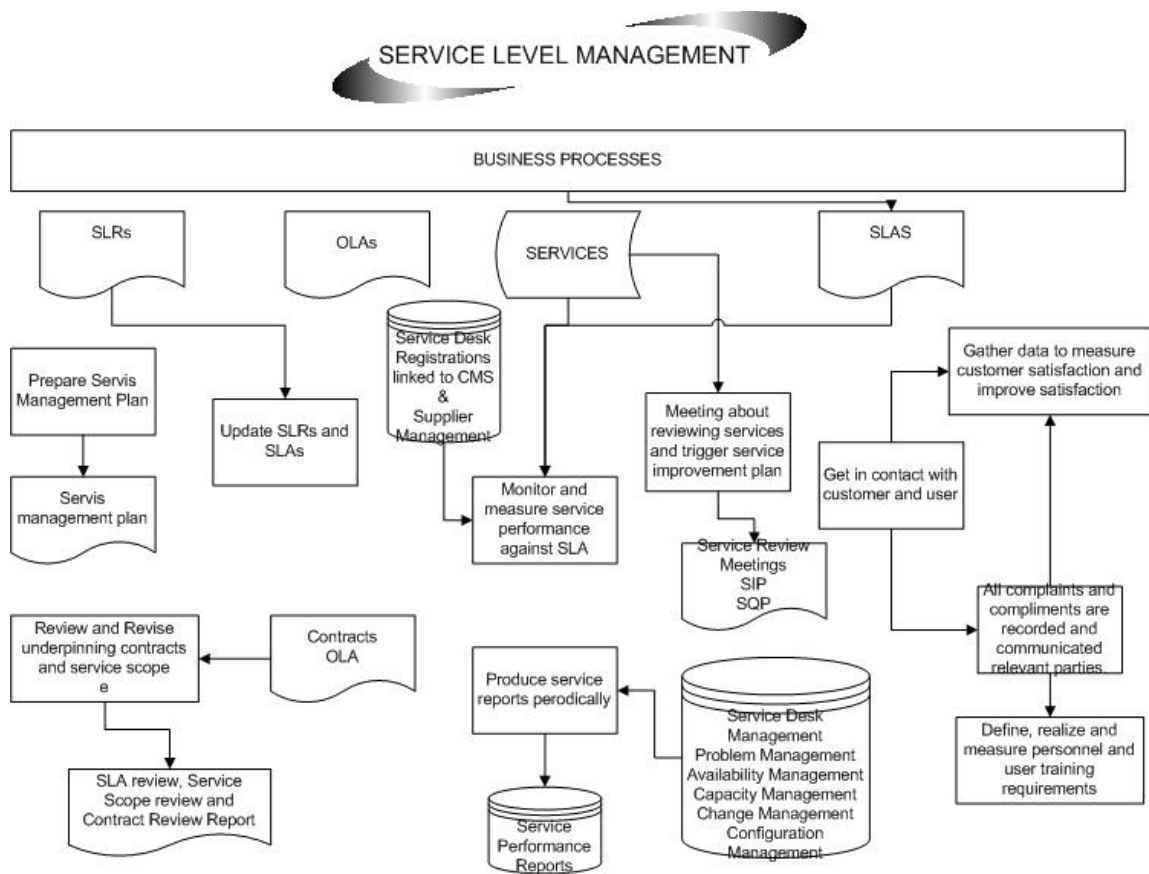 SERVICE LEVEL MANAGEMENT
BUSINESS PROCESSES
SLRs
OLAs
SERVICES
SLAS
Service Desk
Registrations
linked to CMS
&
Supplier
Management
Gather data to measure
customer satisfaction and
improve satisfaction
Prepare Servis
Management Plan
Update SLRs and
SLAs
Meeting about
reviewing services
and trigger service
improvement plan
Get in contact with
customer and user
Servis
management plan
Monitor and
measure service
performance
against SLA
Service Review
Meetings
SIP
SQP
All complaints and
compliments are
recorded and
communicated
relevant parties.
Review and Revise
underpinning contracts
and service scope
e
Contracts
OLA
Produce service
reports perodically
Service Desk
Management
Problem Management
Availability Management
Capacity Management
Change Management
Configuration
Management
Define, realize and
measure personnel and
user training
requirements
SLA review, Service
Scope review and
Contract Review Report
Service
Performance
Reports